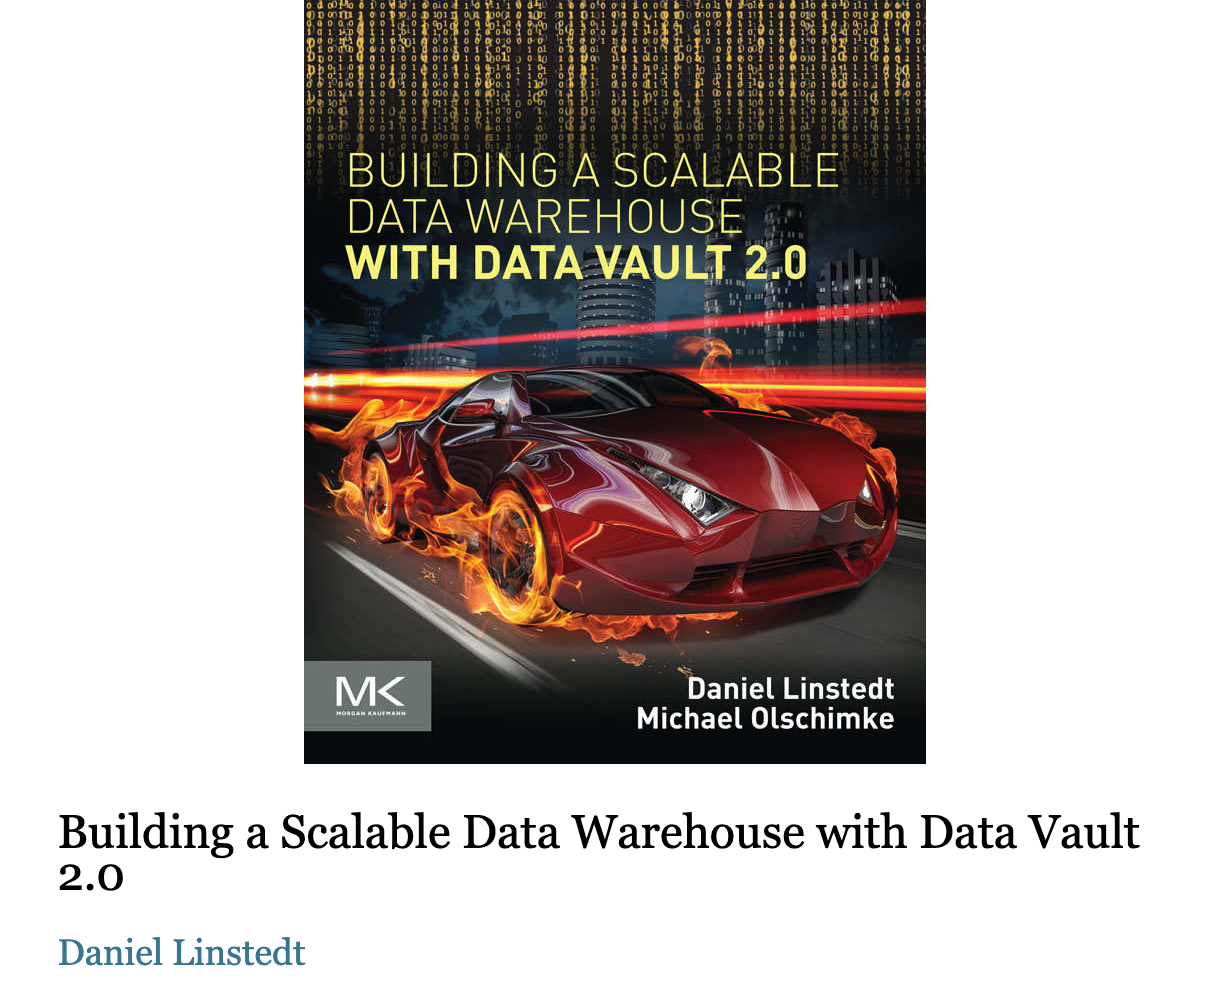 BUILDING A SCALABLE
DATA WAREHOUSE
WITH DATA VAULT 2.0
MK
MORGAN KAUFMANN
Daniel Linstedt
Michael Olschimke
Building a Scalable Data Warehouse with Data Vault
2.0
Daniel Linstedt